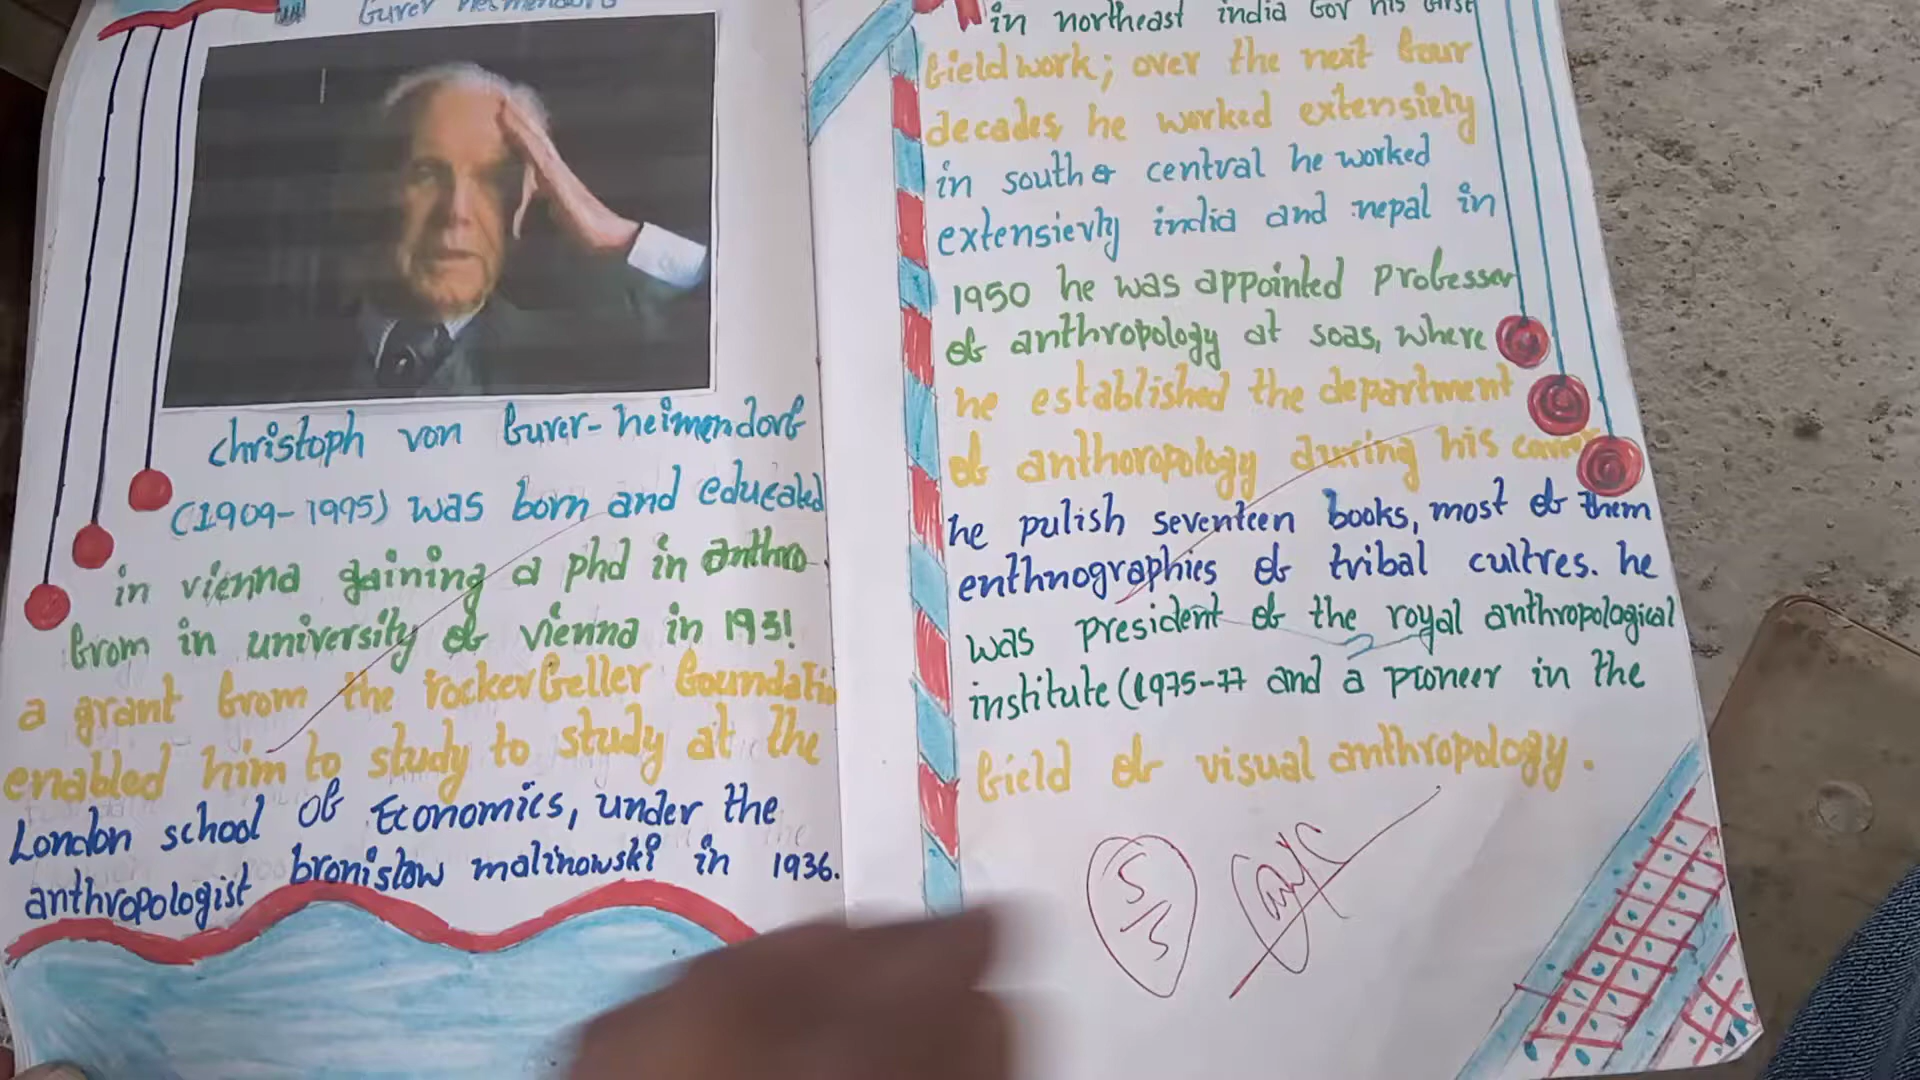 Furer Heimendorf
christoph von Furer-heimendorf
(1909-1995) was born and educated
in vienna gaining a phd in anthro-
from in university of vienna in 1931
a grant from the rockerfeller foundatio
enabled him to study to study at the
London school of Economics, under the
anthropologist bronislow malinowski in 1936.
in northeast india for his first
fieldwork; over the next four
decades, he worked extensiely
in south & central he worked
extensievly india and nepal in
1950 he was appointed professor
of anthropology at soas, where
he established the department
of anthoropology during his career
he pulish seventeen books, most of them
enthnographies of tribal cultres. he
was president of the royal anthropological
institute (1975-77 and a pioneer in the
field of visual anthropology.
5/5